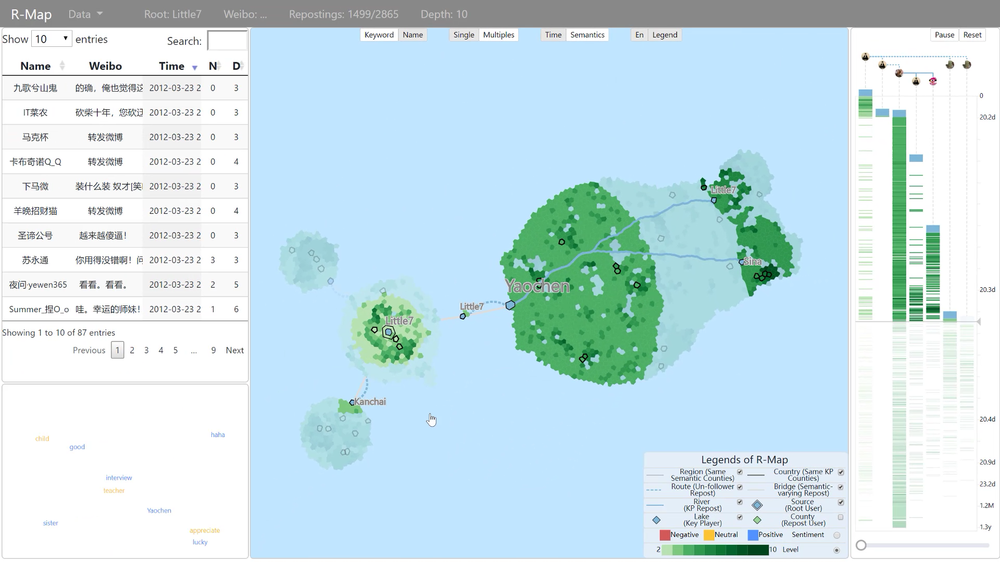 R-Map Data Root: Little7 Weibo: ... Repostings: 1499/2865 Depth: 10
Show 10 entries Search:
Name Weibo Time N D
九歌兮山鬼 的确，俺也觉得这 2012-03-23 2 0 3
IT菜农 砍柴十年，您砍迁 2012-03-23 2 0 3
马克杯 转发微博 2012-03-23 2 0 3
卡布奇诺Q_Q 转发微博 2012-03-23 2 0 4
下马微 装什么装 奴才[笑 2012-03-23 2 0 3
羊晚招财猫 转发微博 2012-03-23 2 0 4
圣谛公号 越来越傻逼！ 2012-03-23 2 0 3
苏永通 你用得没错啊！问 2012-03-23 2 3 3
夜问·yewen365 看看。看看。 2012-03-23 2 2 5
Summer_捏O_o 哇。幸运的师妹！ 2012-03-23 2 1 6
Showing 1 to 10 of 87 entries
Previous 1 2 3 4 5 ... 9 Next
child
good
haha
interview
teacher
Yaochen
sister
appreciate
lucky
Keyword Name Single Multiples Time Semantics En Legend
Little7
Sina
Yaochen
Little7
Little7
Kanchai
Legends of R-Map
Region (Same
Semantic Counties)
Country (Same KP
Counties)
Route (Un-follower
Repost)
Bridge (Semantic-
varying Repost)
River
(KP Repost)
Source
(Root User)
Lake
(Key Player)
County
(Repost User)
Negative Neutral Positive Sentiment
2 10 Level
Pause Reset
0
20.2d
20.3d
20.4d
20.9d
23.2d
1.2M
1.3y